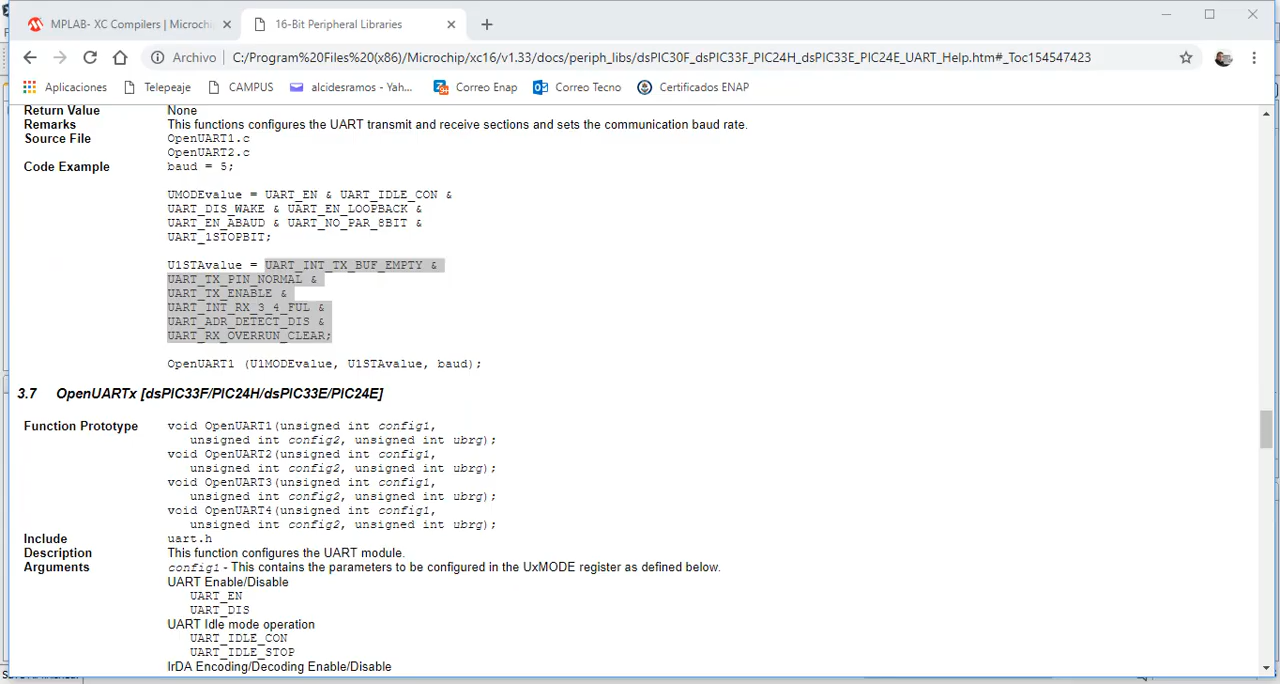 MPLAB- XC Compilers | Microchi
16-Bit Peripheral Libraries
Archivo
C:/Program%20Files%20(x86)/Microchip/xc16/v1.33/docs/periph_libs/dsPIC30F_dsPIC33F_PIC24H_dsPIC33E_PIC24E_UART_Help.htm#_Toc154547423
Aplicaciones Telepeaje CAMPUS alcidesramos - Yah... Correo Enap Correo Tecno Certificados ENAP
Return Value None
Remarks This functions configures the UART transmit and receive sections and sets the communication baud rate.
Source File OpenUART1.c
OpenUART2.c
Code Example baud = 5;
UMODEvalue = UART_EN & UART_IDLE_CON &
UART_DIS_WAKE & UART_EN_LOOPBACK &
UART_EN_ABAUD & UART_NO_PAR_8BIT &
UART_1STOPBIT;
U1STAvalue = UART_INT_TX_BUF_EMPTY &
UART_TX_PIN_NORMAL &
UART_TX_ENABLE &
UART_INT_RX_3_4_FUL &
UART_ADR_DETECT_DIS &
UART_RX_OVERRUN_CLEAR;
OpenUART1 (U1MODEvalue, U1STAvalue, baud);
3.7 OpenUARTx [dsPIC33F/PIC24H/dsPIC33E/PIC24E]
Function Prototype void OpenUART1(unsigned int config1,
unsigned int config2, unsigned int ubrg);
void OpenUART2(unsigned int config1,
unsigned int config2, unsigned int ubrg);
void OpenUART3(unsigned int config1,
unsigned int config2, unsigned int ubrg);
void OpenUART4(unsigned int config1,
unsigned int config2, unsigned int ubrg);
Include uart.h
Description This function configures the UART module.
Arguments config1 - This contains the parameters to be configured in the UxMODE register as defined below.
UART Enable/Disable
UART_EN
UART_DIS
UART Idle mode operation
UART_IDLE_CON
UART_IDLE_STOP
IrDA Encoding/Decoding Enable/Disable